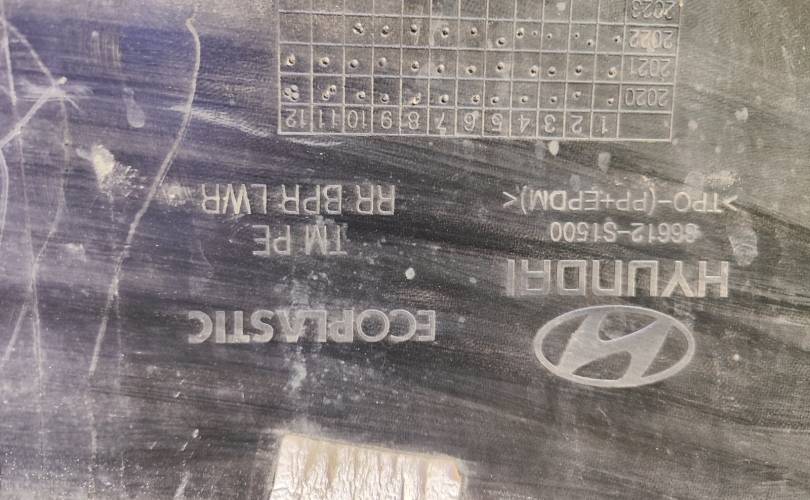 HYUNDAI
86612-S1500
>TPO-(PP+EPDM)<
ECOPLASTIC
TM PE
RR BPR LWR
1 2 3 4 5 6 7 8 9 10 11 12
2020
2021
2022
2023